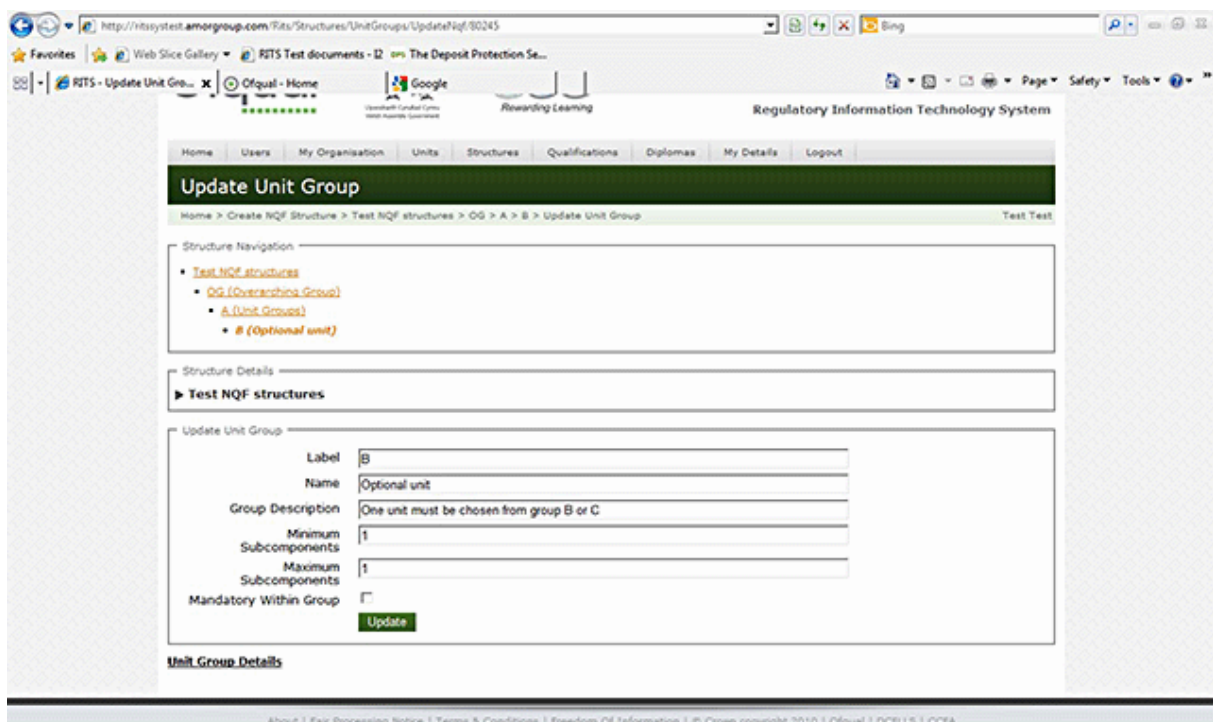 http://ritssystest.amorgroup.com/Rits/Structures/UnitGroups/UpdateNqf/80245 Bing
Favorites Web Slice Gallery RITS Test documents - I2 The Deposit Protection Se...
RITS - Update Unit Gro... X Ofqual - Home Google Page Safety Tools
Rewarding Learning Regulatory Information Technology System
Home Users My Organisation Units Structures Qualifications Diplomas My Details Logout
Update Unit Group
Home > Create NQF Structure > Test NQF structures > OG > A > B > Update Unit Group Test Test
Structure Navigation
Test NQF structures
OG (Overarching Group)
A (Unit Groups)
B (Optional unit)
Structure Details
Test NQF structures
Update Unit Group
Label B
Name Optional unit
Group Description One unit must be chosen from group B or C
Minimum
Subcomponents 1
Maximum
Subcomponents 1
Mandatory Within Group
Update
Unit Group Details
About | Fair Processing Notice | Terms & Conditions | Freedom Of Information | © Crown copyright 2010 | Ofqual | DCELLS | CCEA